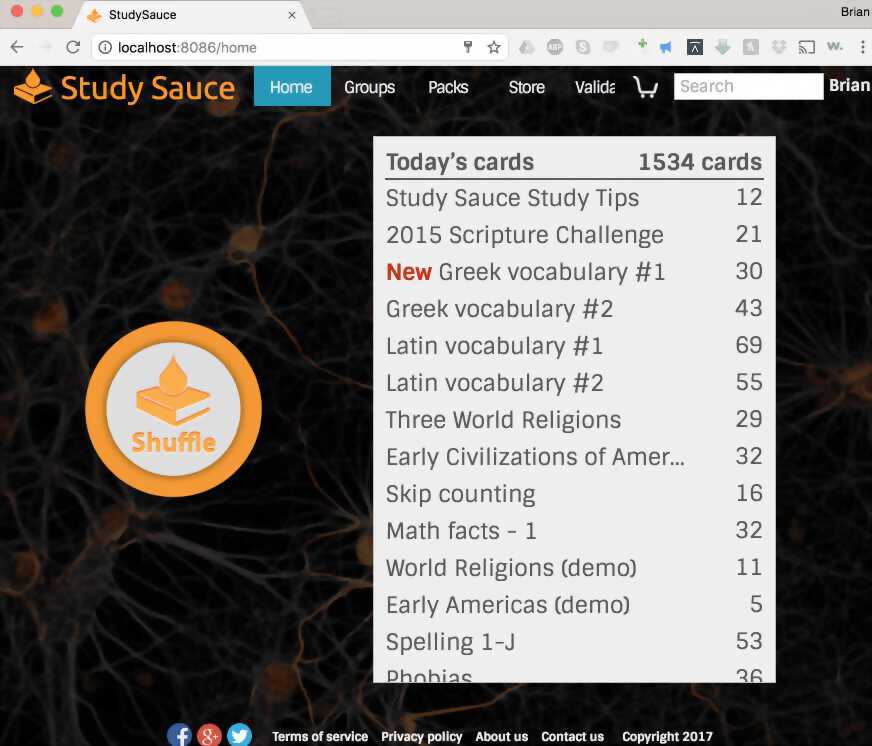 StudySauce
Brian
localhost:8086/home
ABP
w.
Study Sauce Home Groups Packs Store Valida Search Brian
Today's cards 1534 cards
Study Sauce Study Tips 12
2015 Scripture Challenge 21
New Greek vocabulary #1 30
Greek vocabulary #2 43
Latin vocabulary #1 69
Latin vocabulary #2 55
Three World Religions 29
Early Civilizations of Amer... 32
Skip counting 16
Math facts - 1 32
World Religions (demo) 11
Early Americas (demo) 5
Spelling 1-J 53
Phobias 36
Shuffle
Terms of service Privacy policy About us Contact us Copyright 2017